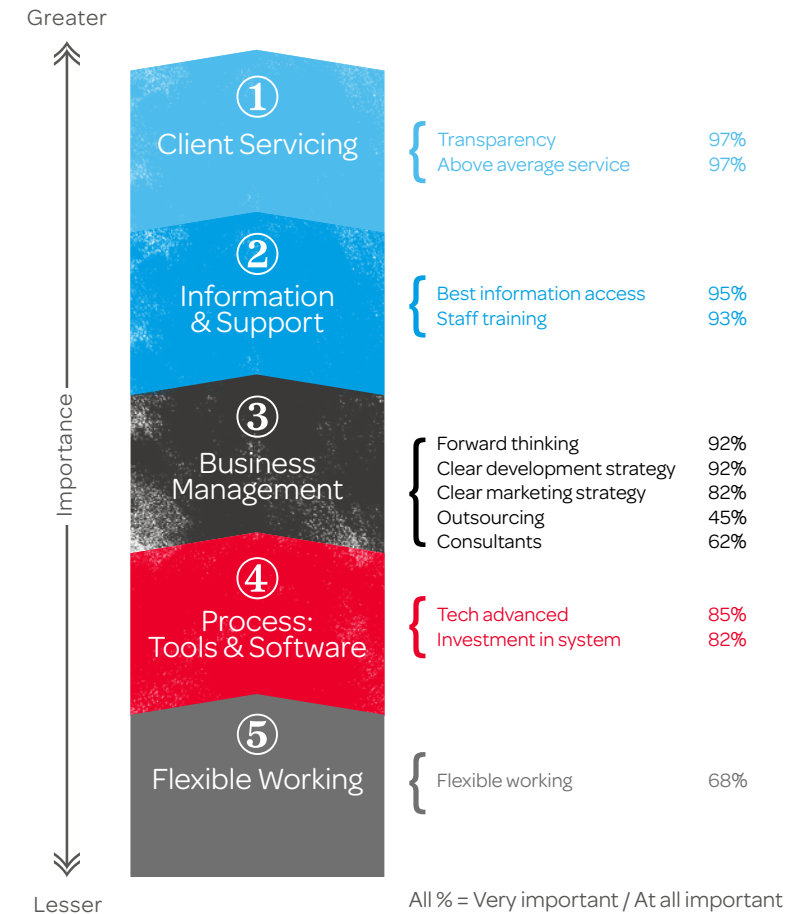 Greater
①
Client Servicing
Transparency 97%
Above average service 97%
②
Information
& Support
Best information access 95%
Staff training 93%
Importance
③
Business
Management
Forward thinking 92%
Clear development strategy 92%
Clear marketing strategy 82%
Outsourcing 45%
Consultants 62%
④
Process:
Tools & Software
Tech advanced 85%
Investment in system 82%
⑤
Flexible Working
Flexible working 68%
Lesser
All % = Very important / At all important